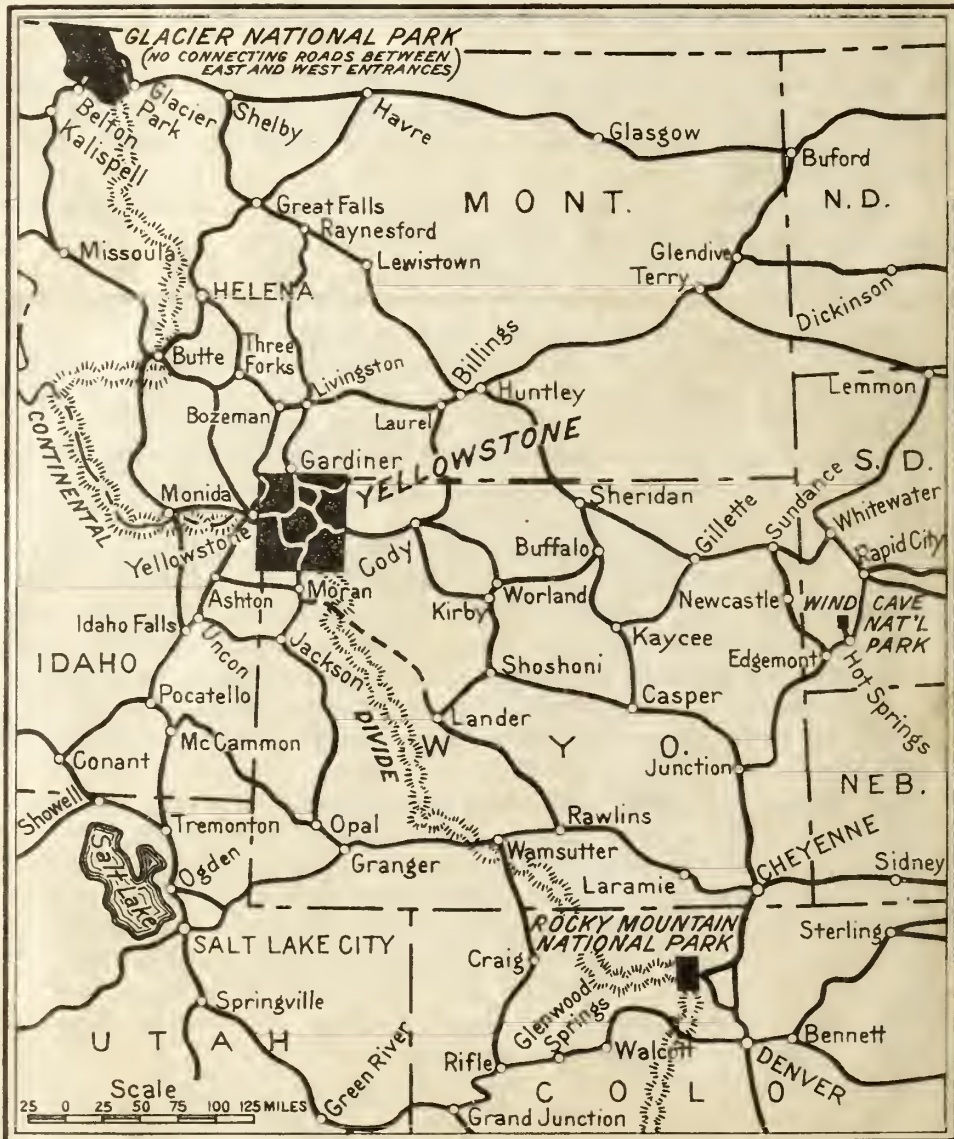 GLACIER NATIONAL PARK
(NO CONNECTING ROADS BETWEEN
EAST AND WEST ENTRANCES)
Belton
Glacier
Park
Shelby
Havre
Kalispell
Glasgow
Buford
MONT.
N.D.
Great Falls
Raynesford
Missoula
Lewistown
Glendive
Terry
Dickinson
HELENA
Butte
Three
Forks
Livingston
Billings
Huntley
Lemmon
Bozeman
Laurel
CONTINENTAL
Gardiner
YELLOWSTONE
S.D.
Monida
Sheridan
Sundance
Whitewater
Yellowstone
Cody
Buffalo
Gillette
Rapid City
Ashton
Moran
Kirby
Worland
Newcastle
WIND CAVE
NAT'L
PARK
Idaho Falls
Ucon
Jackson
Kaycee
Edgemont
IDAHO
Shoshoni
Hot Springs
Pocatello
DIVIDE
Lander
Casper
McCammon
WYO.
Junction
Conant
NEB.
Showell
Tremonton
Opal
Rawlins
Salt Lake
Ogden
Granger
Wamsutter
CHEYENNE
Sidney
Laramie
ROCKY MOUNTAIN
NATIONAL PARK
SALT LAKE CITY
Craig
Sterling
Springville
Glenwood
Springs
UTAH
Rifle
Walcott
Bennett
DENVER
Green River
COLO
Grand Junction
Scale
25 0 25 50 75 100 125 MILES